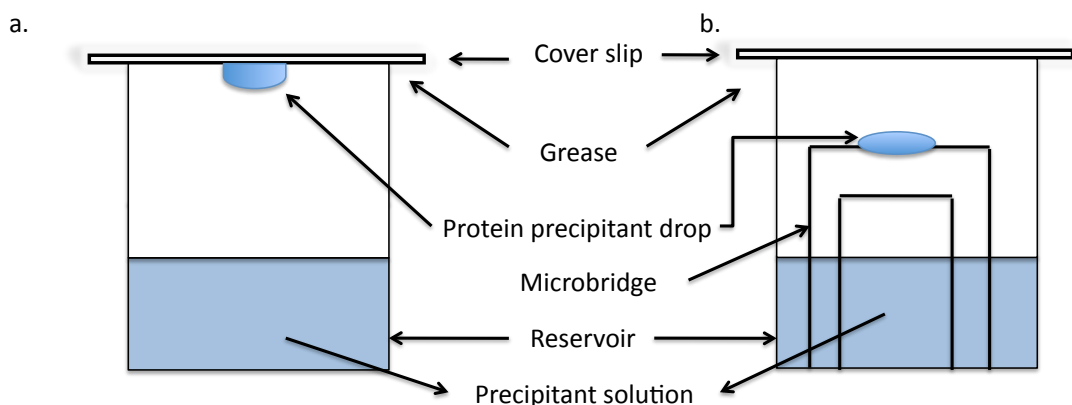 a.
b.
Cover slip
Grease
Protein precipitant drop
Microbridge
Reservoir
Precipitant solution